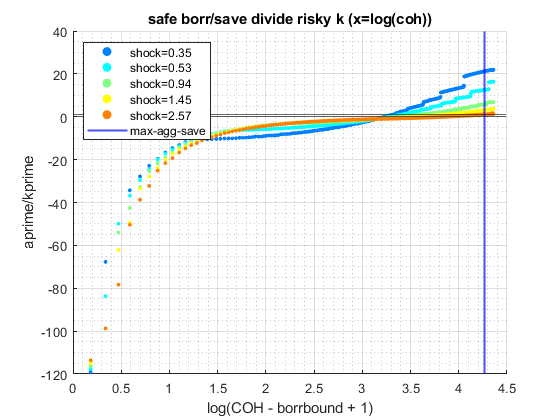 safe borr/save divide risky k (x=log(coh))
40
20
0
-20
-40
-60
-80
-100
-120
aprime/kprime
shock=0.35
shock=0.53
shock=0.94
shock=1.45
shock=2.57
max-agg-save
0
0.5
1
1.5
2
2.5
3
3.5
4
4.5
log(COH - borrbound + 1)